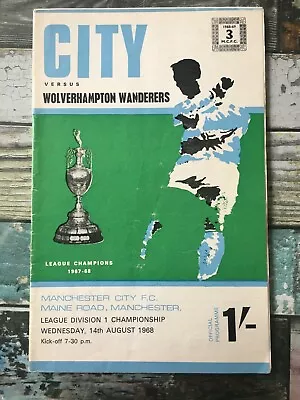 CITY
VERSUS
WOLVERHAMPTON WANDERERS
1968-69
3
M.C.F.C.
LEAGUE CHAMPIONS
1967-68
MANCHESTER CITY F.C.
MAINE ROAD, MANCHESTER.
LEAGUE DIVISION 1 CHAMPIONSHIP
WEDNESDAY, 14th AUGUST 1968
Kick-off 7-30 p.m.
OFFICIAL
PROGRAMME
1/-